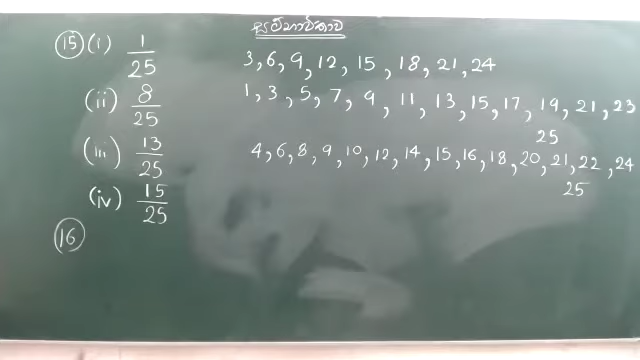 සම්භාවිතාව
(15) (i) 1/25 3, 6, 9, 12, 15, 18, 21, 24
(ii) 8/25 1, 3, 5, 7, 9, 11, 13, 15, 17, 19, 21, 23
25
(iii) 13/25 4, 6, 8, 9, 10, 12, 14, 15, 16, 18, 20, 21, 22, 24
25
(iv) 15/25
(16)